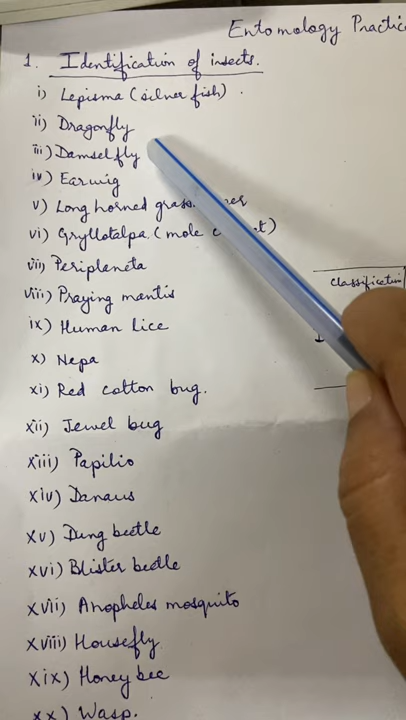 Entomology Practic
1. Identification of insects.
i) Lepisma (silver fish).
ii) Dragonfly
iii) Damselfly
iv) Earwig
v) Long horned grass
vi) Gryllotalpa (mole
classification
vii) Periplaneta
viii) Praying mantis
ix) Human lice
x) Nepa
xi) Red cotton bug.
xii) Jewel bug
xiii) Papilio
xiv) Danaus
xv) Dung beetle
xvi) Blister beetle
xvii) Anopheles mosquito
xviii) Housefly
xix) Honey bee
xx) Wasp.